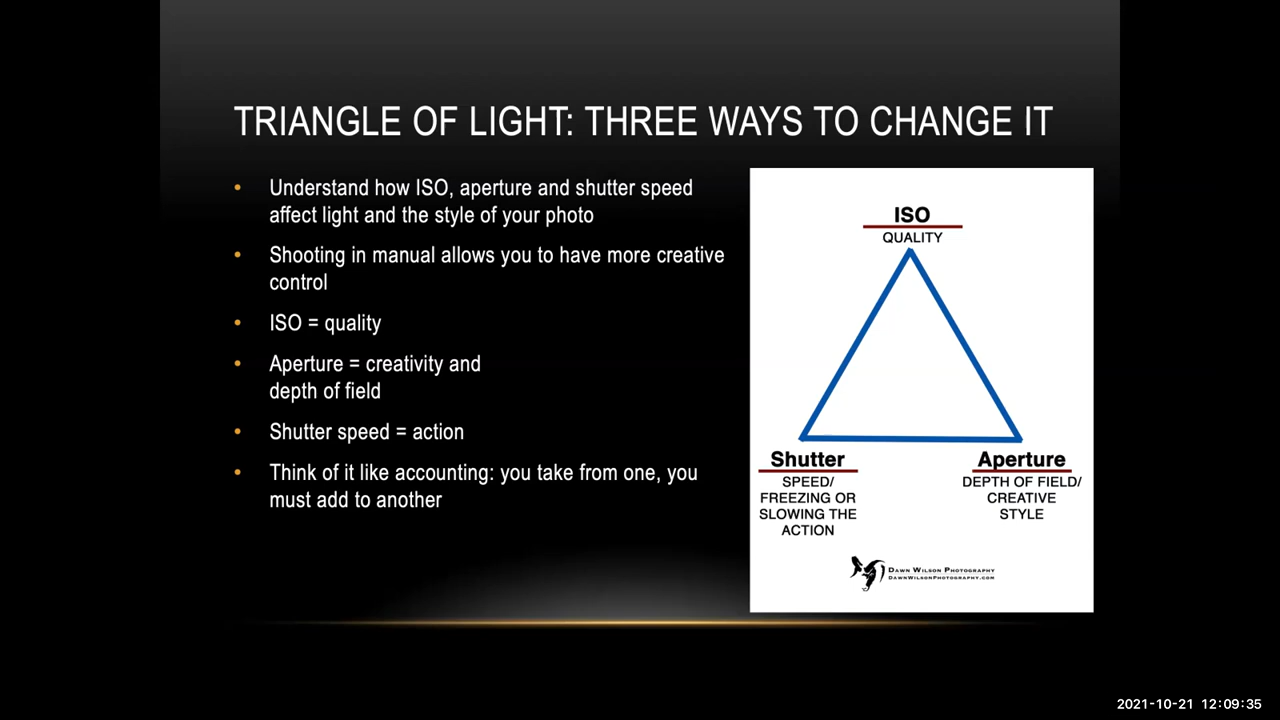 TRIANGLE OF LIGHT: THREE WAYS TO CHANGE IT
• Understand how ISO, aperture and shutter speed
affect light and the style of your photo
• Shooting in manual allows you to have more creative
control
• ISO = quality
• Aperture = creativity and
depth of field
• Shutter speed = action
• Think of it like accounting: you take from one, you
must add to another
ISO
QUALITY
Shutter
SPEED/
FREEZING OR
SLOWING THE
ACTION
Aperture
DEPTH OF FIELD/
CREATIVE
STYLE
DAWN WILSON PHOTOGRAPHY
DAWNWILSONPHOTOGRAPHY.COM
2021-10-21 12:09:35